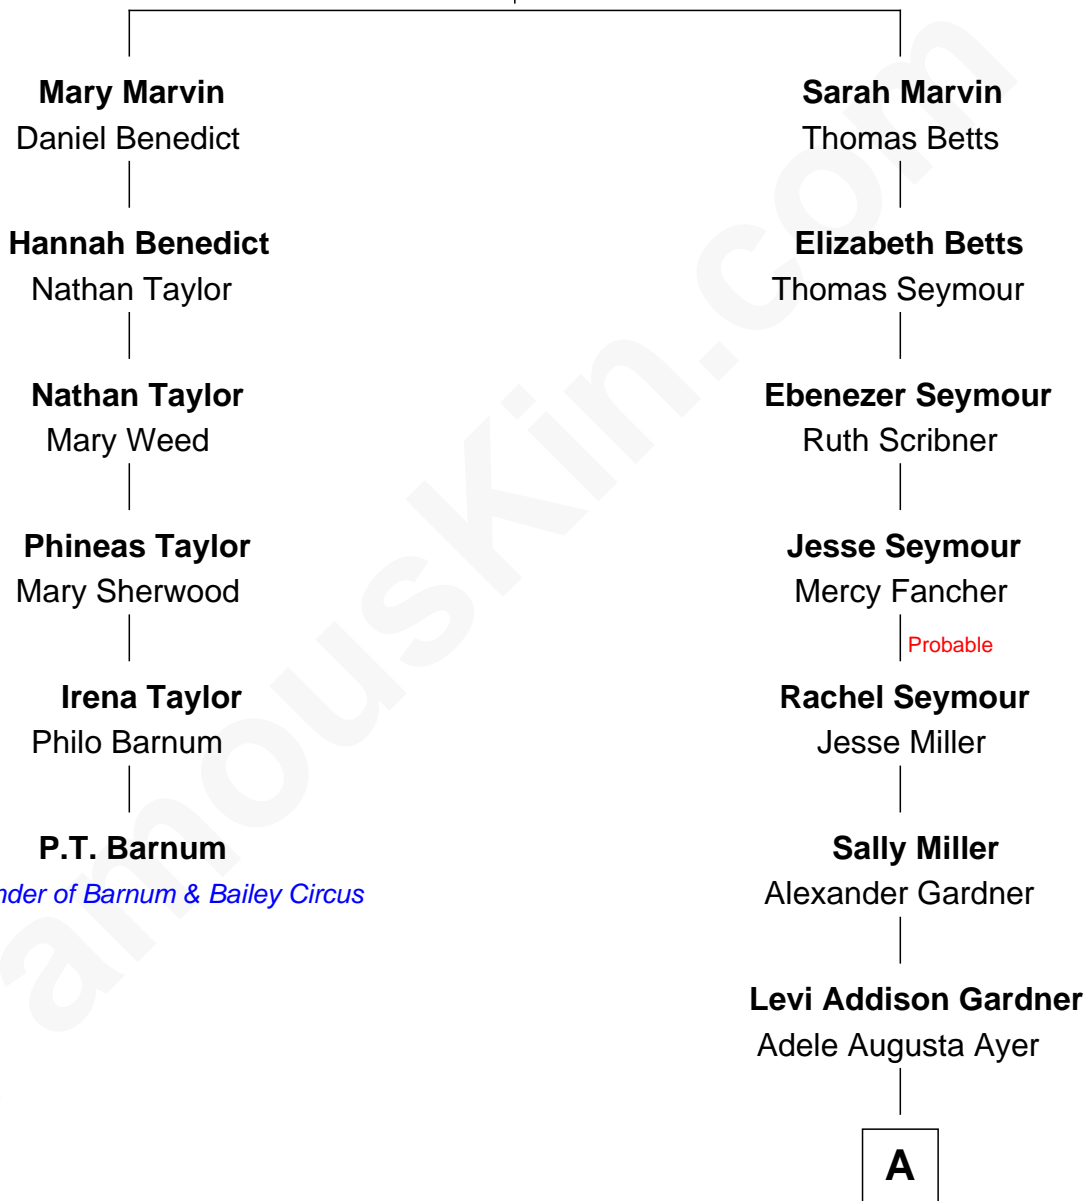 Mary Marvin
Daniel Benedict
Hannah Benedict
Nathan Taylor
Nathan Taylor
Mary Weed
Phineas Taylor
Mary Sherwood
Irena Taylor
Philo Barnum
P.T. Barnum
nder of Barnum & Bailey Circus
Sarah Marvin
Thomas Betts
Elizabeth Betts
Thomas Seymour
Ebenezer Seymour
Ruth Scribner
Jesse Seymour
Mercy Fancher
Probable
Rachel Seymour
Jesse Miller
Sally Miller
Alexander Gardner
Levi Addison Gardner
Adele Augusta Ayer
A
amouskin.com